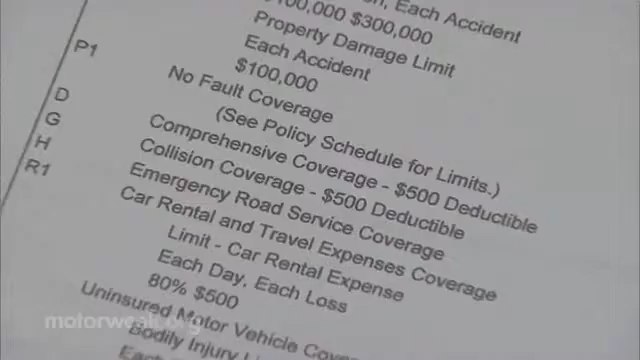 Each Accident
$100,000 $300,000
Property Damage Limit
Each Accident
$100,000
P1 No Fault Coverage
(See Policy Schedule for Limits.)
D Comprehensive Coverage - $500 Deductible
G Collision Coverage - $500 Deductible
H Emergency Road Service Coverage
R1 Car Rental and Travel Expenses Coverage
Limit - Car Rental Expense
Each Day, Each Loss
80% $500
Uninsured Motor Vehicle
Bodily Injury
Each
motorweek.org